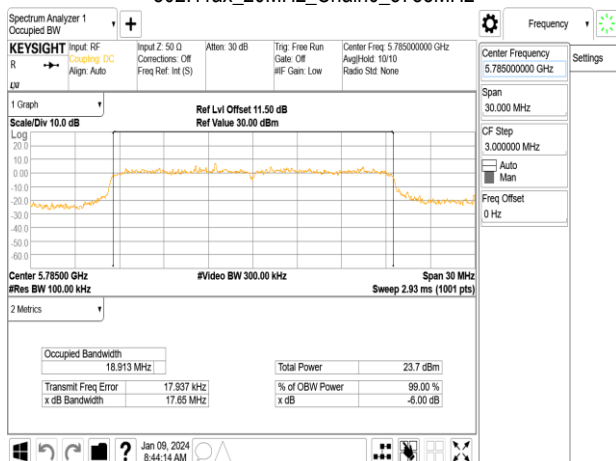 Spectrum Analyzer 1
Occupied BW
+
Frequency
KEYSIGHT
R
Input: RF
Coupling: DC
Align: Auto
Input Z: 50 Ω
Corrections: Off
Freq Ref: Int (S)
Atten: 30 dB
Trig: Free Run
Gate: Off
#IF Gain: Low
Center Freq: 5.785000000 GHz
Avg|Hold: 10/10
Radio Std: None
Center Frequency
5.785000000 GHz
Settings
Span
30.000 MHz
CF Step
3.000000 MHz
Auto
Man
Freq Offset
0 Hz
1 Graph
Scale/Div 10.0 dB
Ref Lvl Offset 11.50 dB
Ref Value 30.00 dBm
Log
20.0
10.0
0.00
-10.0
-20.0
-30.0
-40.0
-50.0
-60.0
Center 5.78500 GHz
#Video BW 300.00 kHz
Span 30 MHz
#Res BW 100.00 kHz
Sweep 2.93 ms (1001 pts)
2 Metrics
Occupied Bandwidth
18.913 MHz
Total Power 23.7 dBm
Transmit Freq Error 17.937 kHz
% of OBW Power 99.00 %
x dB Bandwidth 17.65 MHz
x dB -6.00 dB
?
Jan 09, 2024
8:44:14 AM